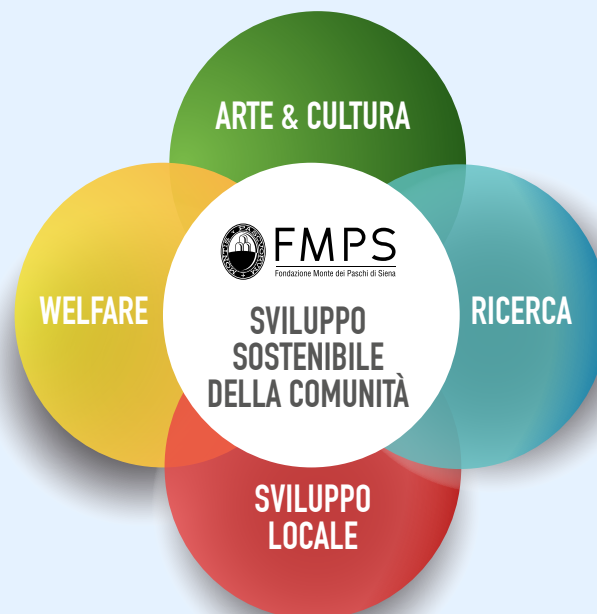 ARTE & CULTURA
FMPS
Fondazione Monte dei Paschi di Siena
WELFARE
SVILUPPO
SOSTENIBILE
DELLA COMUNITÀ
RICERCA
SVILUPPO
LOCALE